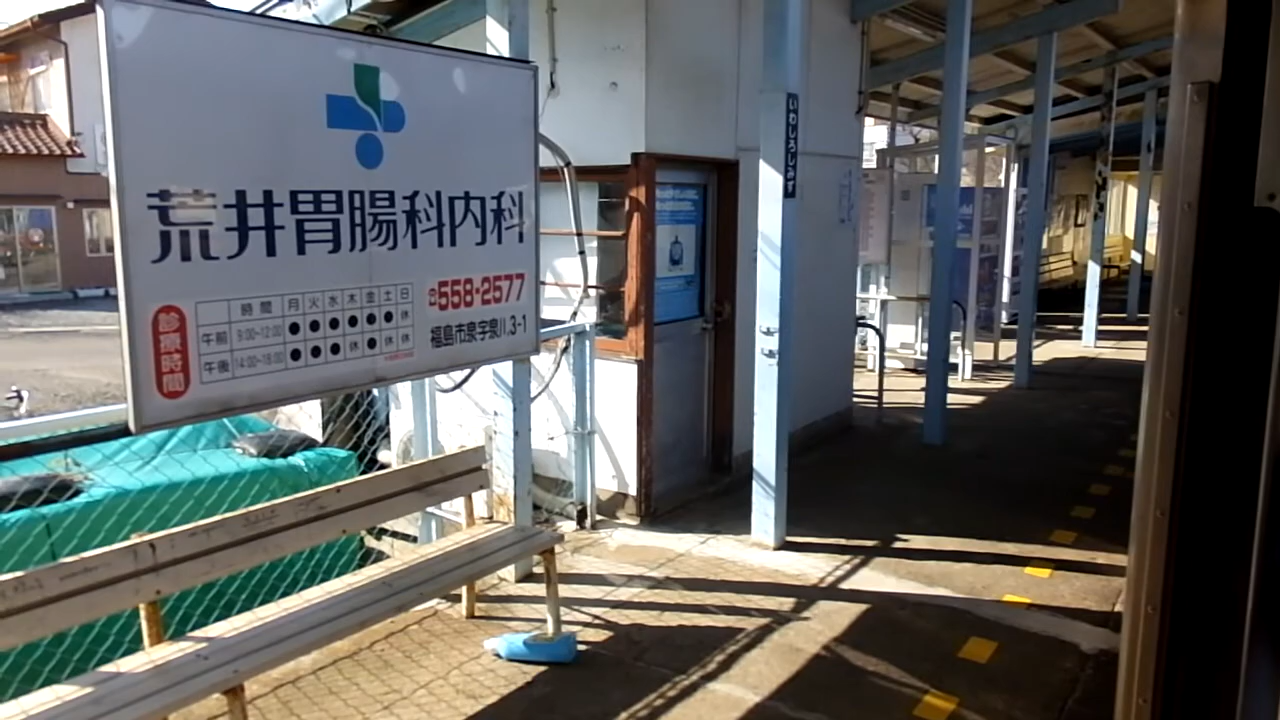 荒井胃腸科内科
診療時間
時間 月 火 水 木 金 土 日
午前 9:00~12:00 ● ● ● ● ● ● 休
午後 14:00~18:00 ● ● ● 休 ● 休 休
☎558-2577
福島市泉字泉川3-1
いわしろしみず